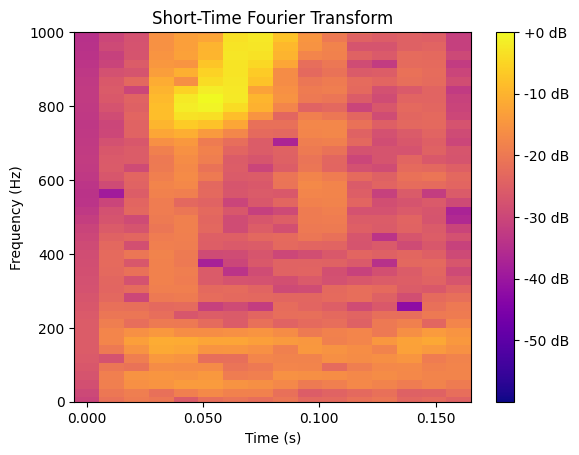 Short-Time Fourier Transform
1000
800
600
400
200
0
Frequency (Hz)
0.000
0.050
0.100
0.150
Time (s)
+0 dB
-10 dB
-20 dB
-30 dB
-40 dB
-50 dB